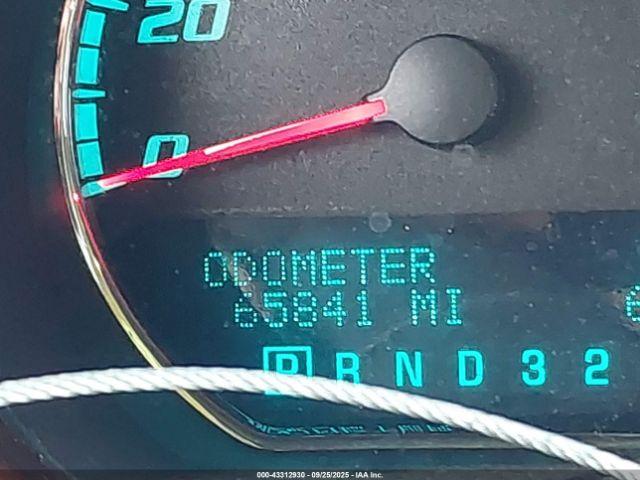 20
0
ODOMETER
65841 MI
P R N D 3 2
000-43312930 - 09/25/2025 - IAA Inc.